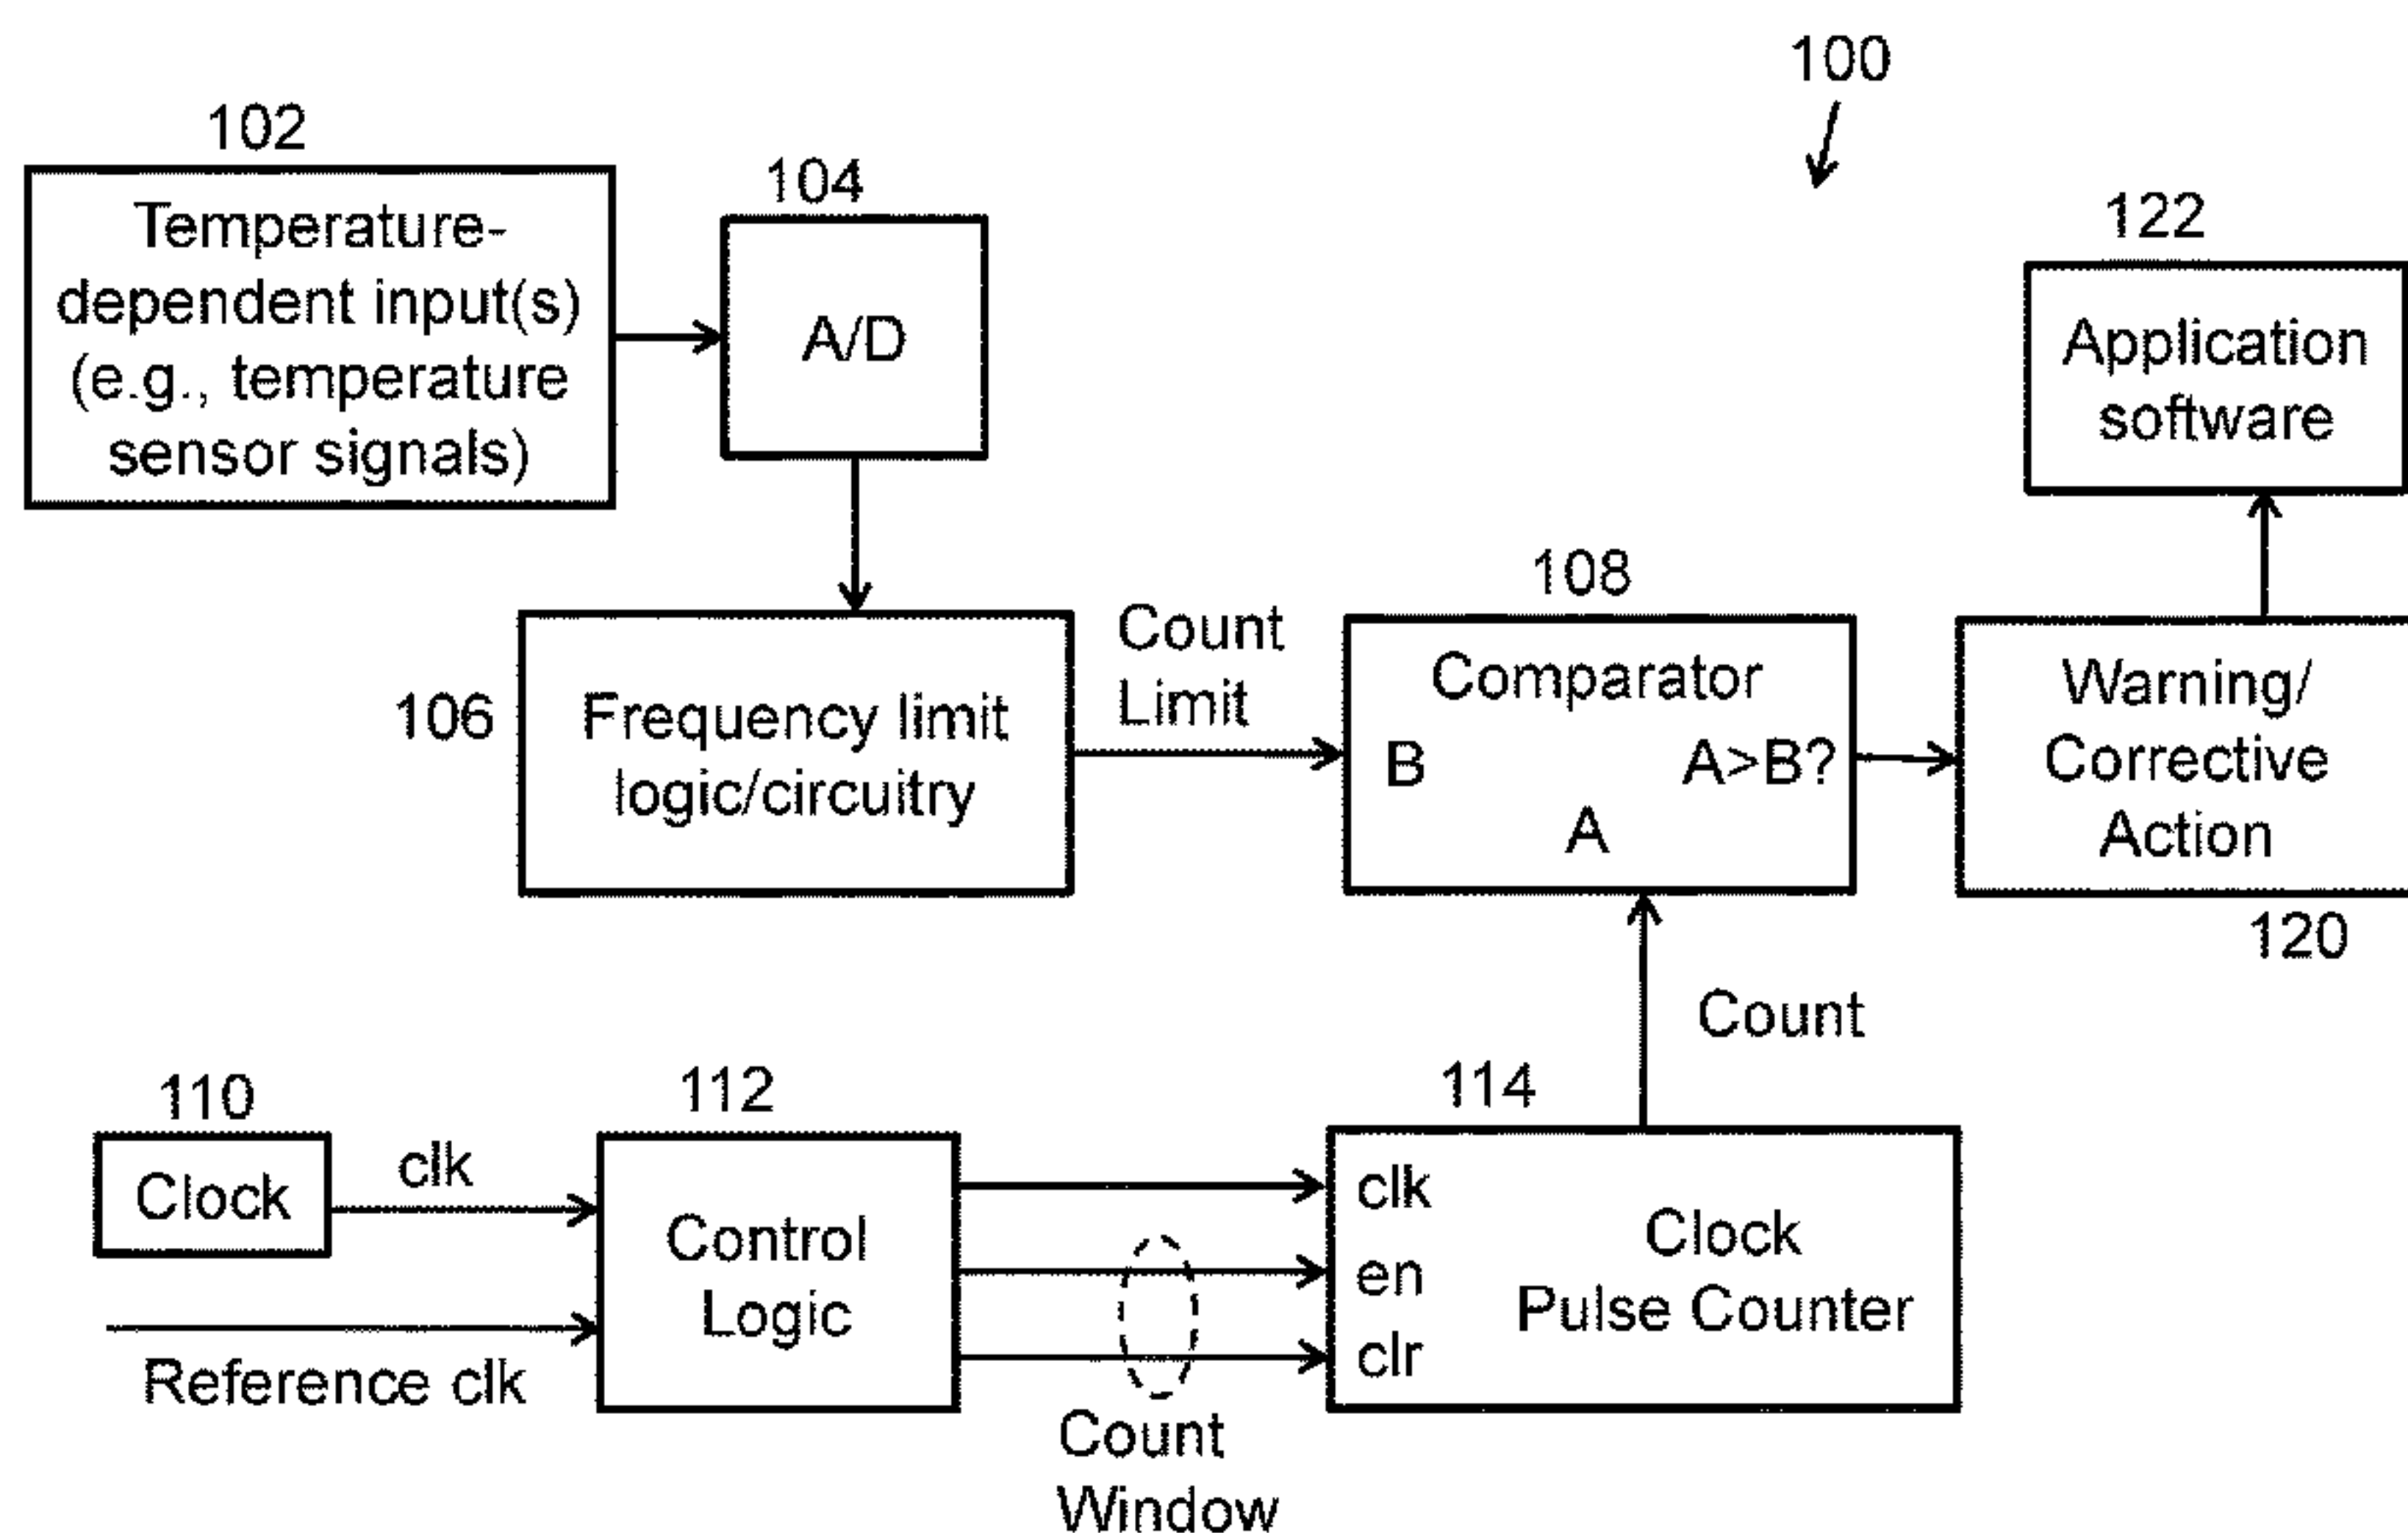 100
102
Temperature-
dependent input(s)
(e.g., temperature
sensor signals)
104
A/D
122
Application
software
106
Frequency limit
logic/circuitry
Count
Limit
108
Comparator
B
A>B?
A
Warning/
Corrective
Action
120
Count
110
Clock
clk
Reference clk
112
Control
Logic
Count
Window
114
clk
en
clr
Clock
Pulse Counter